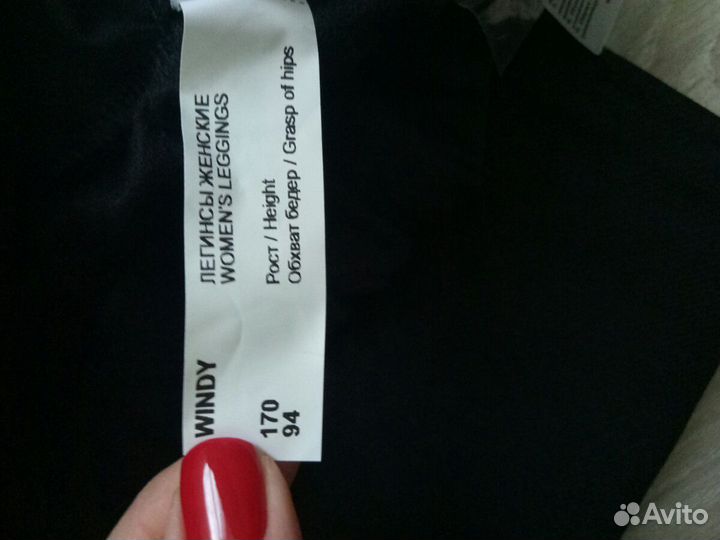 WINDY
ЛЕГИНСЫ ЖЕНСКИЕ
WOMEN'S LEGGINGS
170 Рост / Height
94 Обхват бедер / Grasp of hips
Avito